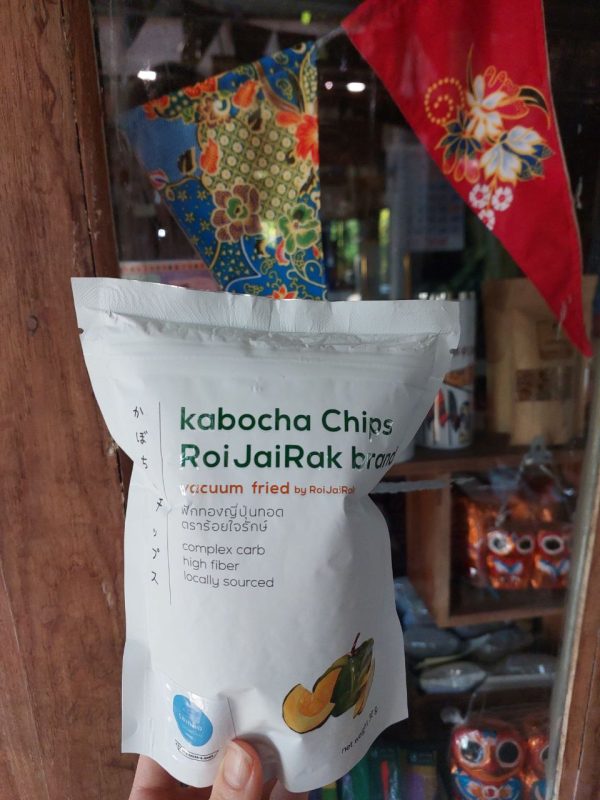 kabocha Chips
RoiJaiRak brand
vacuum fried by RoiJaiRak
ฟักทองญี่ปุ่นทอด
ตราร้อยใจรักษ์
complex carb
high fiber
locally sourced
かぼちゃチップス
net weight